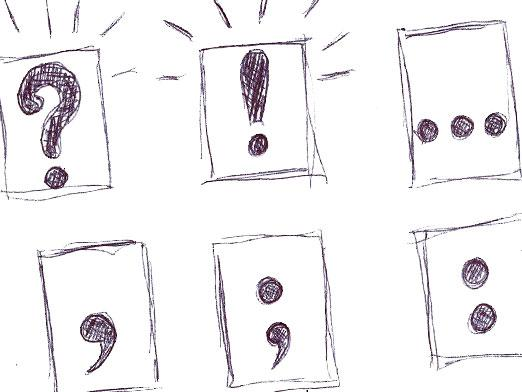 ? ! ...
, ; :